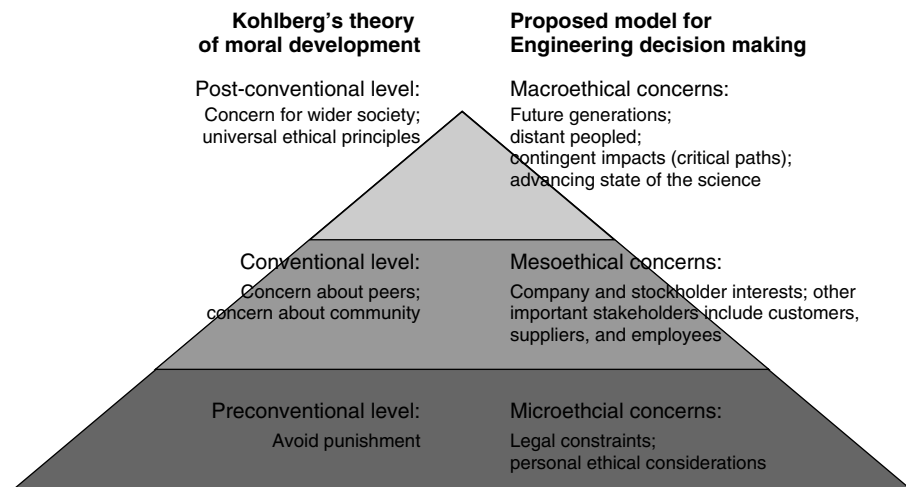 Kohlberg's theory
of moral development
Proposed model for
Engineering decision making
Post-conventional level:
Concern for wider society;
universal ethical principles
Macroethical concerns:
Future generations;
distant peopled;
contingent impacts (critical paths);
advancing state of the science
Conventional level:
Concern about peers;
concern about community
Mesoethical concerns:
Company and stockholder interests; other
important stakeholders include customers,
suppliers, and employees
Preconventional level:
Avoid punishment
Microethcial concerns:
Legal constraints;
personal ethical considerations